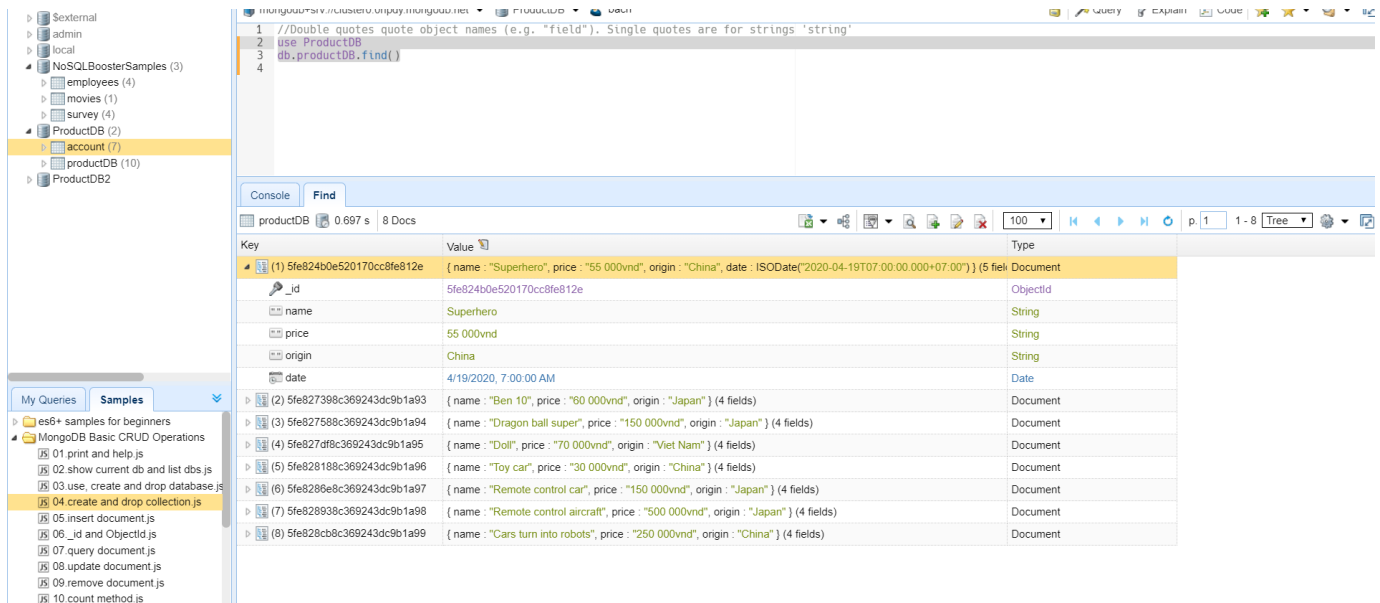 $external
admin
local
NoSQLBoosterSamples (3)
employees (4)
movies (1)
survey (4)
ProductDB (2)
account (7)
productDB (10)
ProductDB2
My Queries Samples
es6+ samples for beginners
MongoDB Basic CRUD Operations
01.print and help.js
02.show current db and list dbs.js
03.use, create and drop database.js
04.create and drop collection.js
05.insert document.js
06._id and ObjectId.js
07.query document.js
08.update document.js
09.remove document.js
10.count method.js
ProductDB bach Query Explain Code
1 //Double quotes quote object names (e.g. "field"). Single quotes are for strings 'string'
2 use ProductDB
3 db.productDB.find()
4
Console Find
productDB 0.697 s 8 Docs 100 p. 1 1 - 8 Tree
Key Value Type
(1) 5fe824b0e520170cc8fe812e { name : "Superhero", price : "55 000vnd", origin : "China", date : ISODate("2020-04-19T07:00:00.000+07:00") } (5 fiel Document
_id 5fe824b0e520170cc8fe812e ObjectId
name Superhero String
price 55 000vnd String
origin China String
date 4/19/2020, 7:00:00 AM Date
(2) 5fe827398c369243dc9b1a93 { name : "Ben 10", price : "60 000vnd", origin : "Japan" } (4 fields) Document
(3) 5fe827588c369243dc9b1a94 { name : "Dragon ball super", price : "150 000vnd", origin : "Japan" } (4 fields) Document
(4) 5fe827df8c369243dc9b1a95 { name : "Doll", price : "70 000vnd", origin : "Viet Nam" } (4 fields) Document
(5) 5fe828188c369243dc9b1a96 { name : "Toy car", price : "30 000vnd", origin : "China" } (4 fields) Document
(6) 5fe8286e8c369243dc9b1a97 { name : "Remote control car", price : "150 000vnd", origin : "Japan" } (4 fields) Document
(7) 5fe828938c369243dc9b1a98 { name : "Remote control aircraft", price : "500 000vnd", origin : "Japan" } (4 fields) Document
(8) 5fe828cb8c369243dc9b1a99 { name : "Cars turn into robots", price : "250 000vnd", origin : "China" } (4 fields) Document